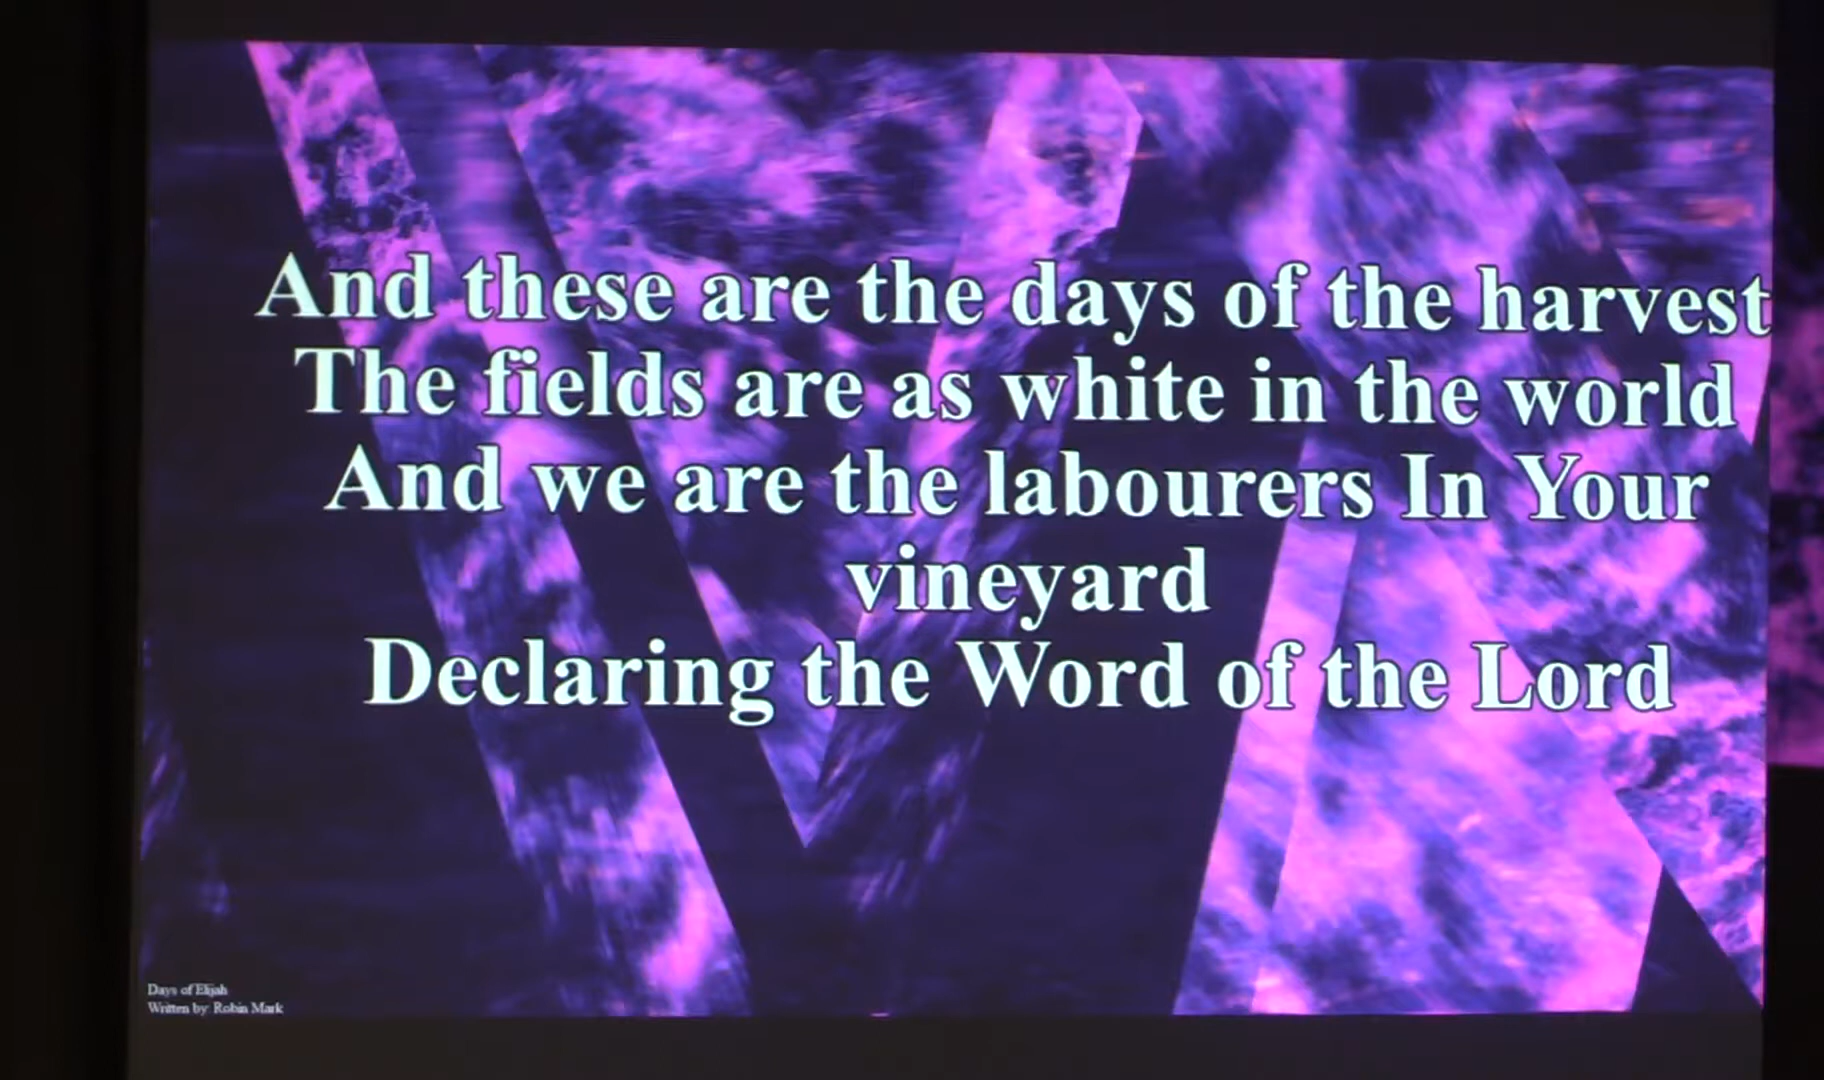 And these are the days of the harvest
The fields are as white in the world
And we are the labourers In Your
vineyard
Declaring the Word of the Lord
Days of Elijah
Written by Robin Mark